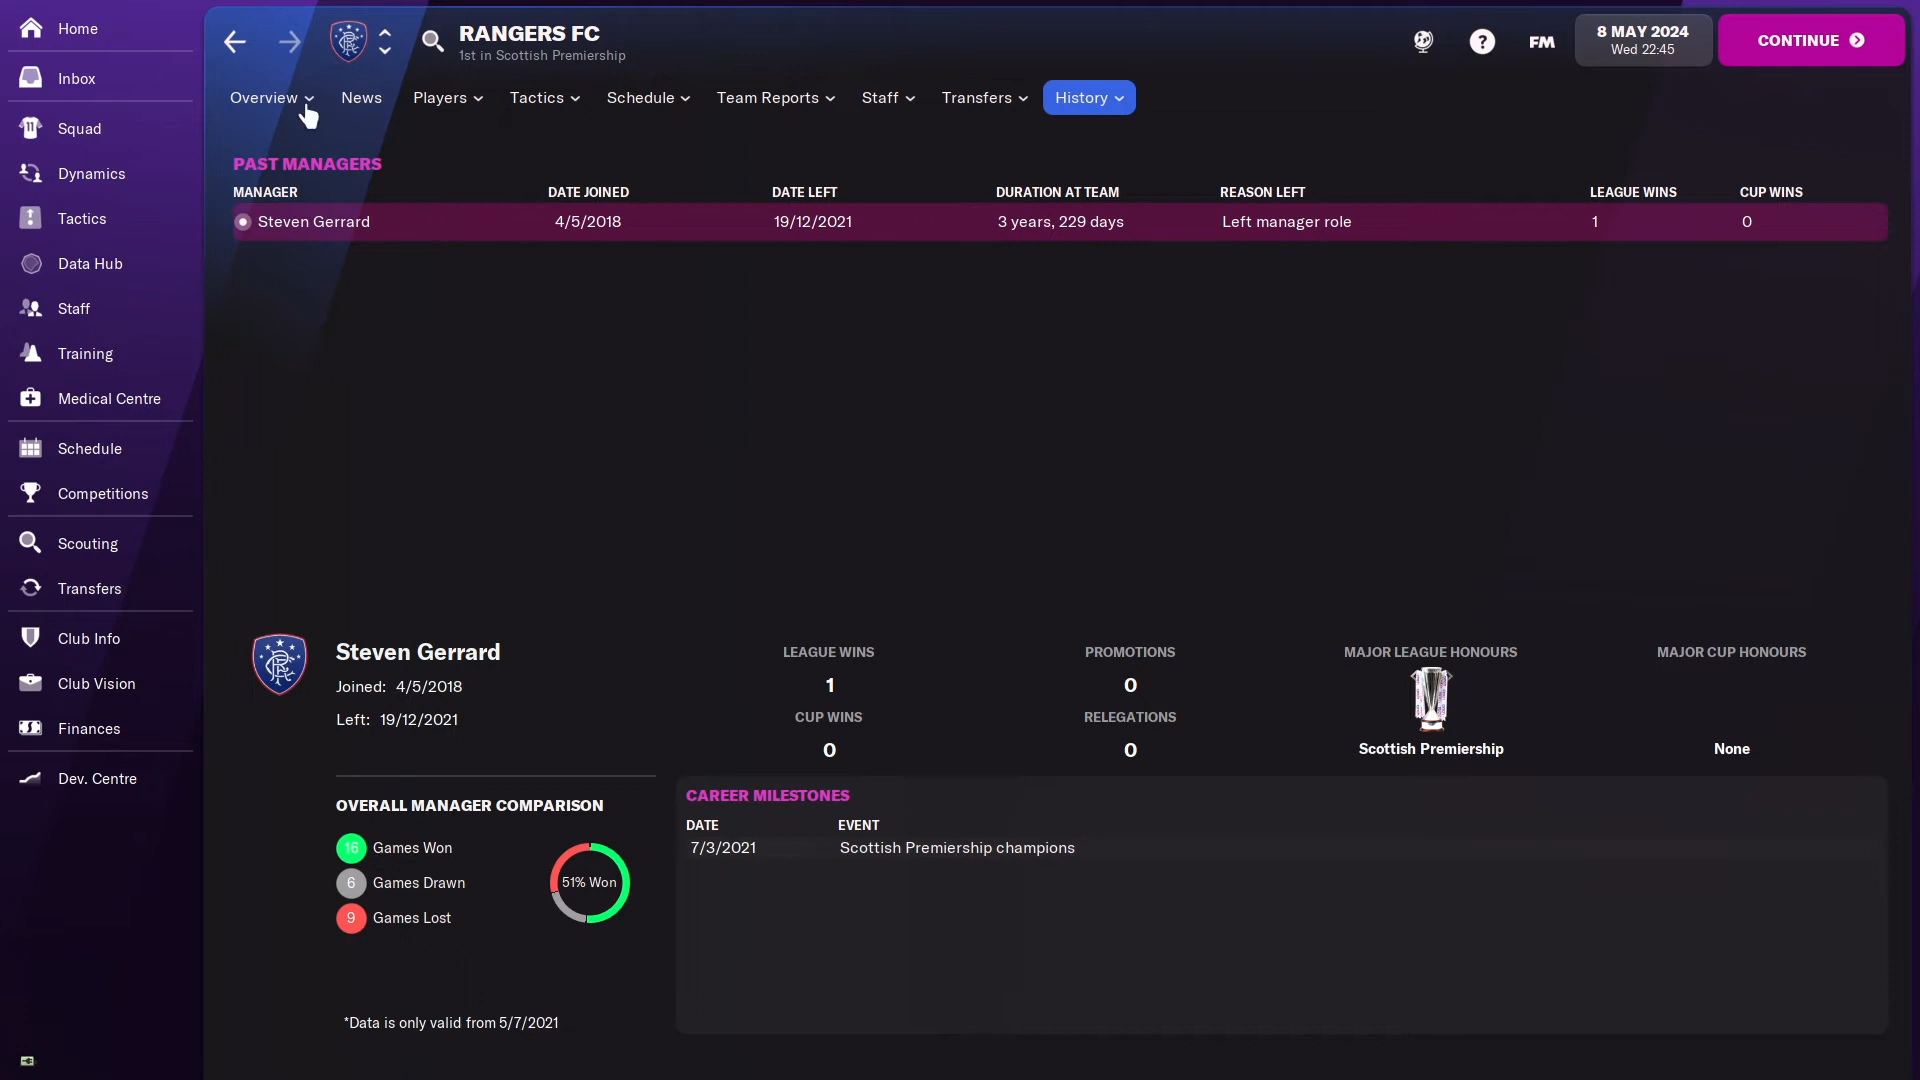 Home
Inbox
Squad
Dynamics
Tactics
Data Hub
Staff
Training
Medical Centre
Schedule
Competitions
Scouting
Transfers
Club Info
Club Vision
Finances
Dev. Centre
RANGERS FC
1st in Scottish Premiership
?
FM
8 MAY 2024
Wed 22:45
CONTINUE
Overview
News
Players
Tactics
Schedule
Team Reports
Staff
Transfers
History
PAST MANAGERS
MANAGER DATE JOINED DATE LEFT DURATION AT TEAM REASON LEFT LEAGUE WINS CUP WINS
Steven Gerrard 4/5/2018 19/12/2021 3 years, 229 days Left manager role 1 0
Steven Gerrard
Joined: 4/5/2018
Left: 19/12/2021
LEAGUE WINS
1
CUP WINS
0
PROMOTIONS
0
RELEGATIONS
0
MAJOR LEAGUE HONOURS
Scottish Premiership
MAJOR CUP HONOURS
None
OVERALL MANAGER COMPARISON
16 Games Won
6 Games Drawn
9 Games Lost
51% Won
*Data is only valid from 5/7/2021
CAREER MILESTONES
DATE EVENT
7/3/2021 Scottish Premiership champions